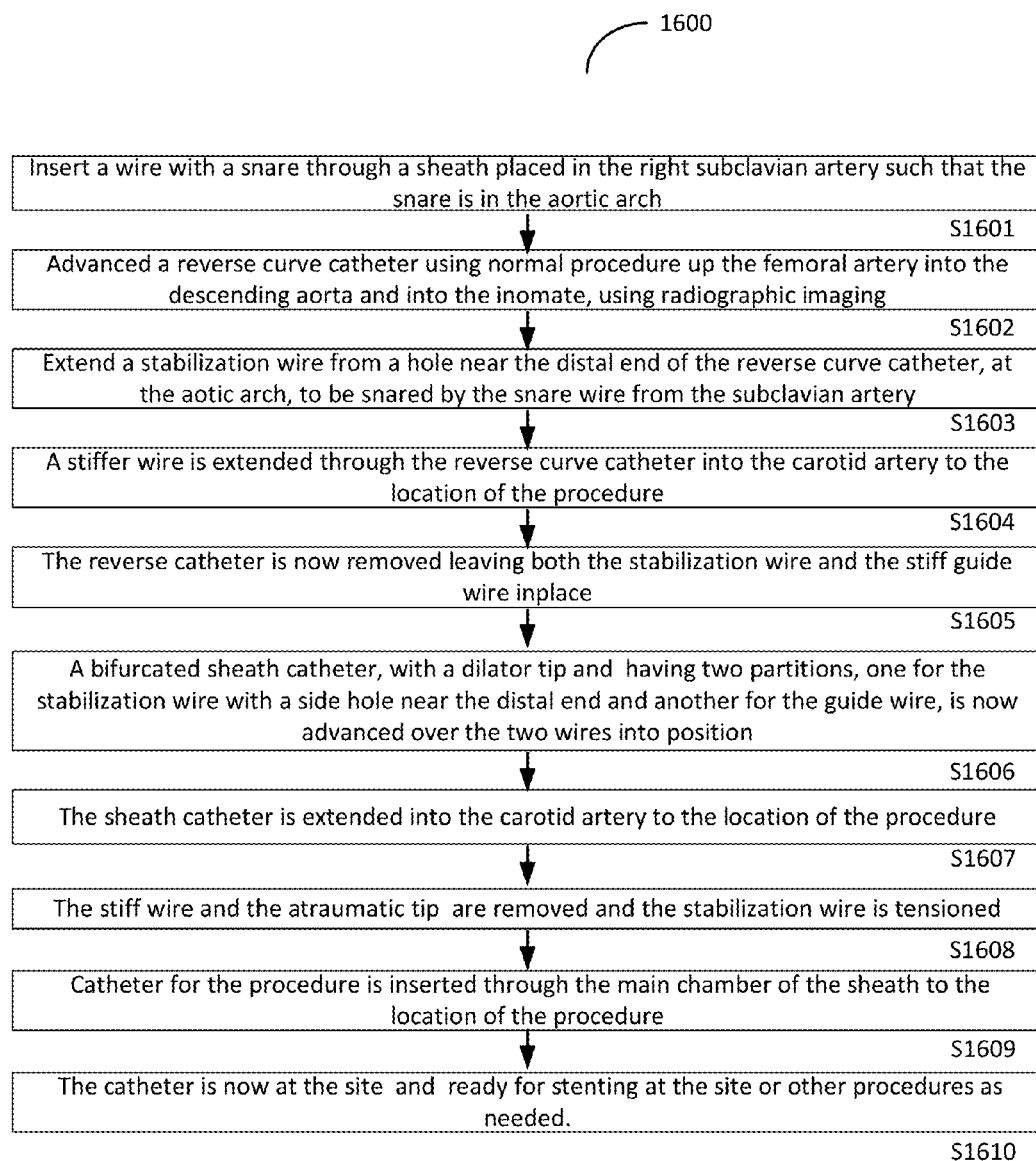 1600
Insert a wire with a snare through a sheath placed in the right subclavian artery such that the
snare is in the aortic arch
S1601
Advanced a reverse curve catheter using normal procedure up the femoral artery into the
descending aorta and into the inomate, using radiographic imaging
S1602
Extend a stabilization wire from a hole near the distal end of the reverse curve catheter, at
the aotic arch, to be snared by the snare wire from the subclavian artery
S1603
A stiffer wire is extended through the reverse curve catheter into the carotid artery to the
location of the procedure
S1604
The reverse catheter is now removed leaving both the stabilization wire and the stiff guide
wire inplace
S1605
A bifurcated sheath catheter, with a dilator tip and having two partitions, one for the
stabilization wire with a side hole near the distal end and another for the guide wire, is now
advanced over the two wires into position
S1606
The sheath catheter is extended into the carotid artery to the location of the procedure
S1607
The stiff wire and the atraumatic tip are removed and the stabilization wire is tensioned
S1608
Catheter for the procedure is inserted through the main chamber of the sheath to the
location of the procedure
S1609
The catheter is now at the site and ready for stenting at the site or other procedures as
needed.
S1610